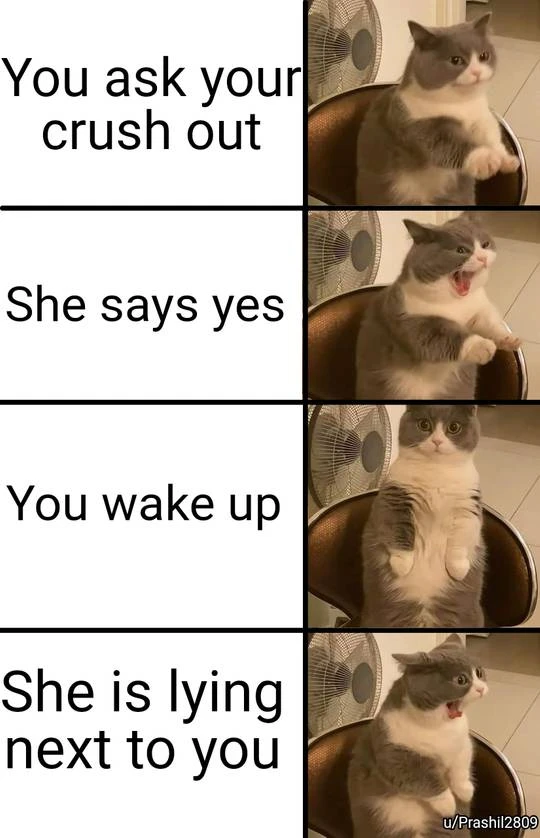 You ask your
crush out
She says yes
You wake up
She is lying
next to you
u/Prashil2809